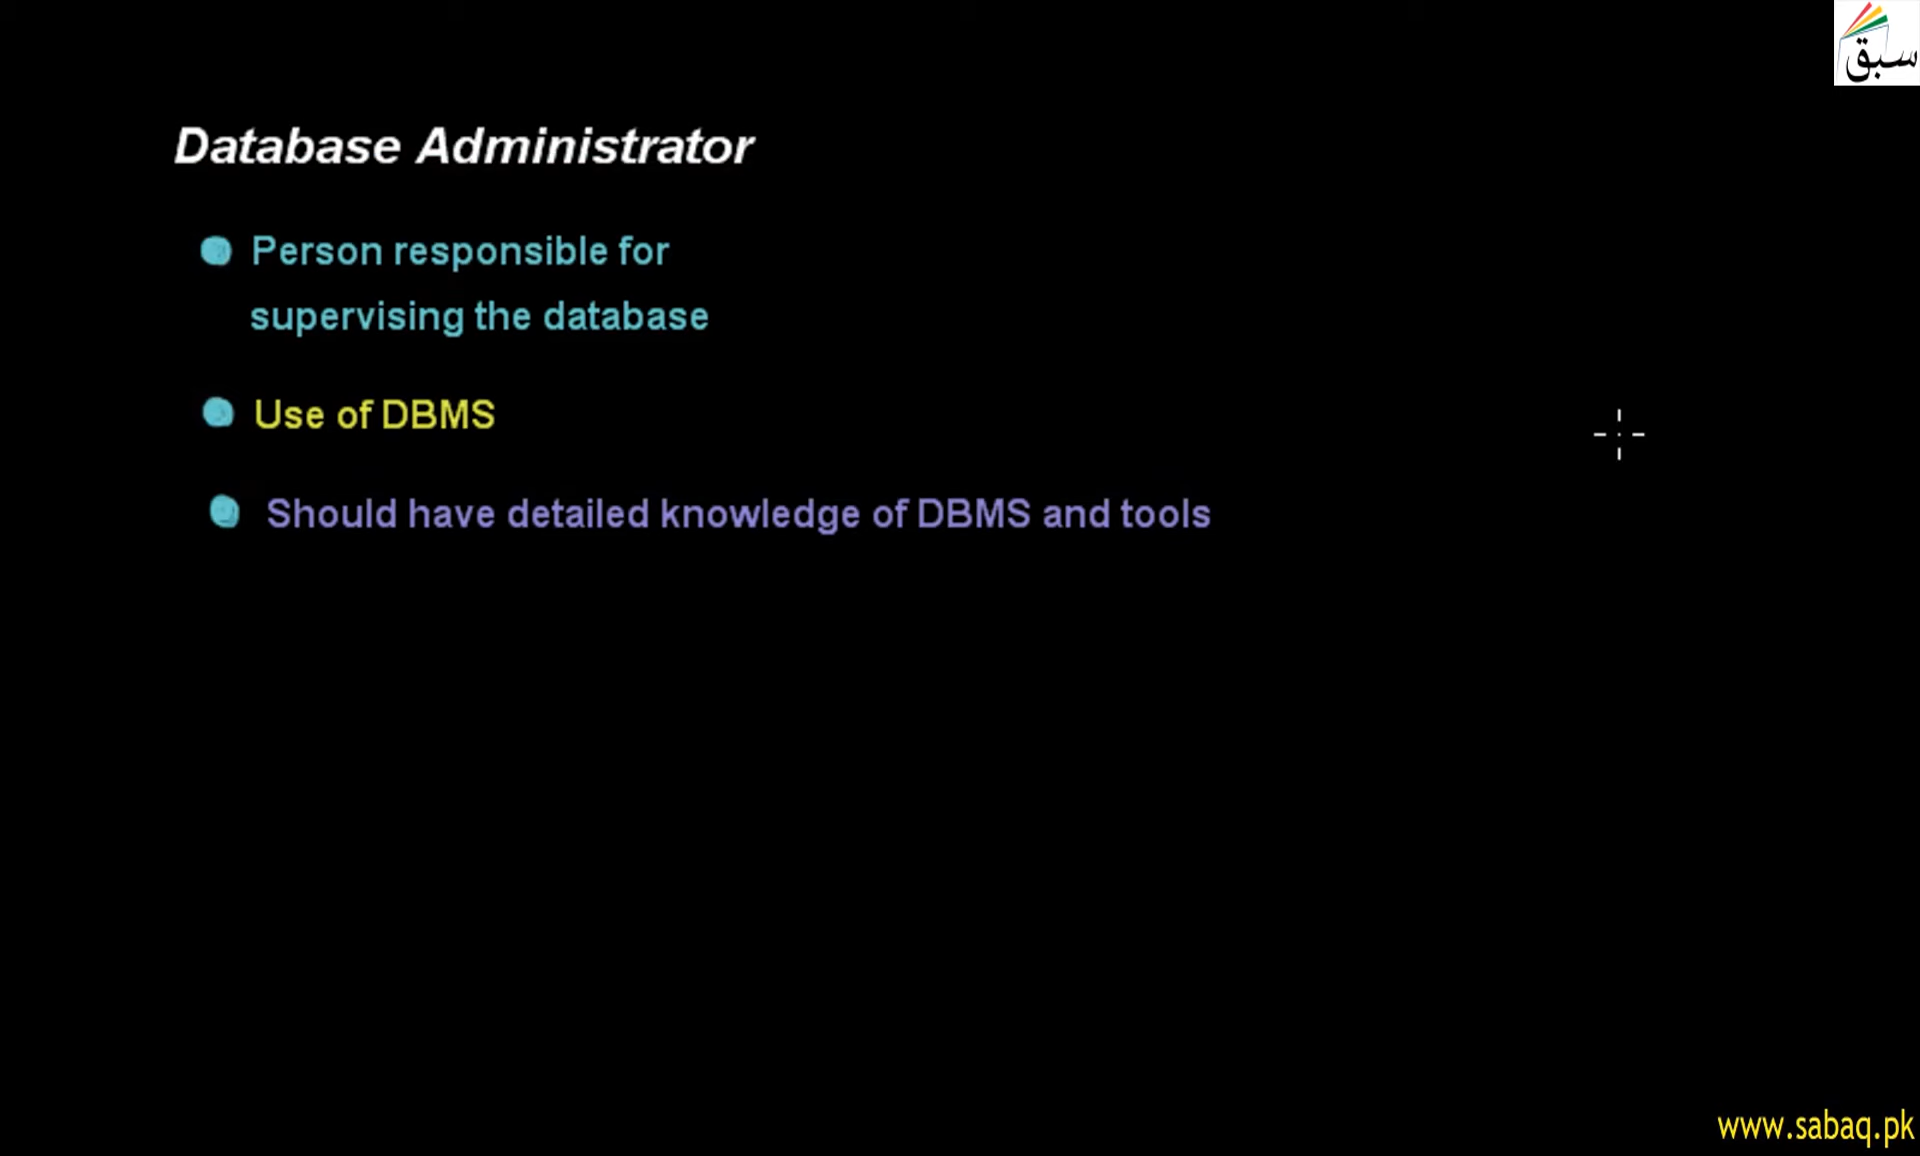 سبق
Database Administrator
Person responsible for
supervising the database
Use of DBMS
Should have detailed knowledge of DBMS and tools
www.sabaq.pk